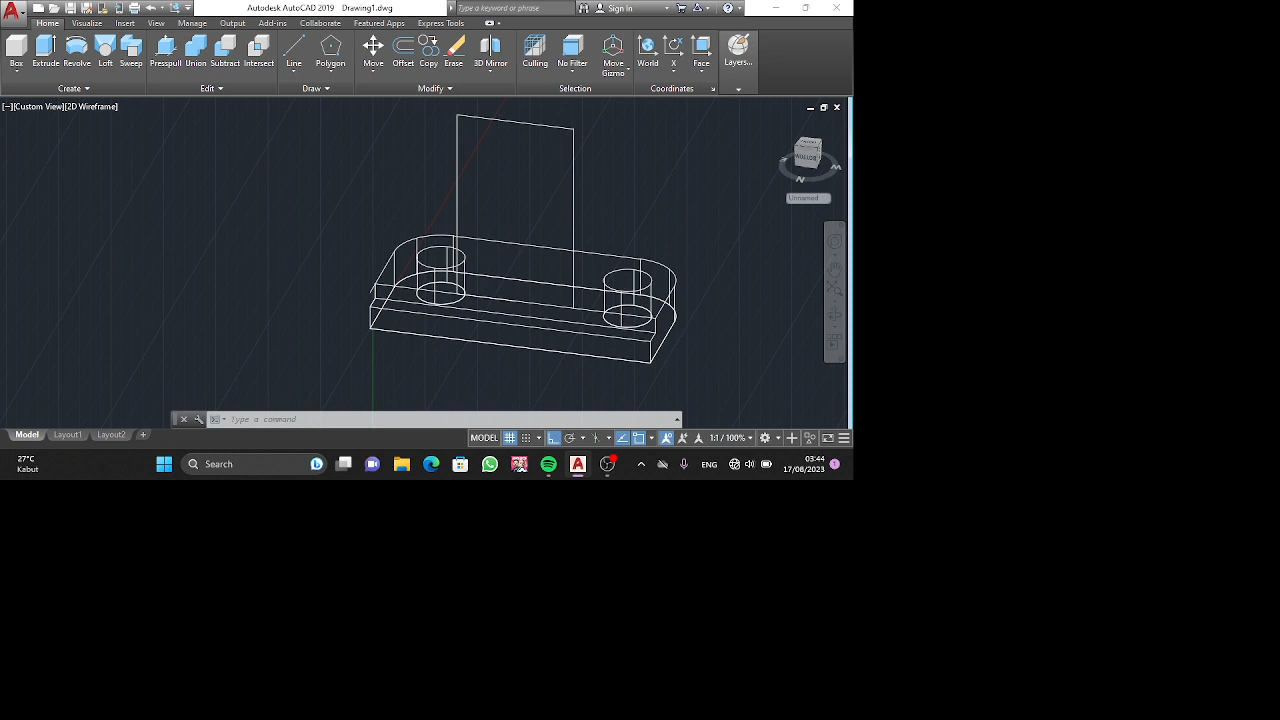 Autodesk AutoCAD 2019 Drawing1.dwg
Type a keyword or phrase
Sign In
Home Visualize Insert View Manage Output Add-ins Collaborate Featured Apps Express Tools
Box Extrude Revolve Loft Sweep Presspull Union Subtract Intersect Line Polygon Move Offset Copy Erase 3D Mirror Culling No Filter Move Gizmo World X Face Layers...
Create Edit Draw Modify Selection Coordinates
[−][Custom View][2D Wireframe]
BOTTOM
N
Unnamed
Type a command
Model Layout1 Layout2 + MODEL 1:1 / 100%
27°C
Kabut
Search
ENG
03:44
17/08/2023
1